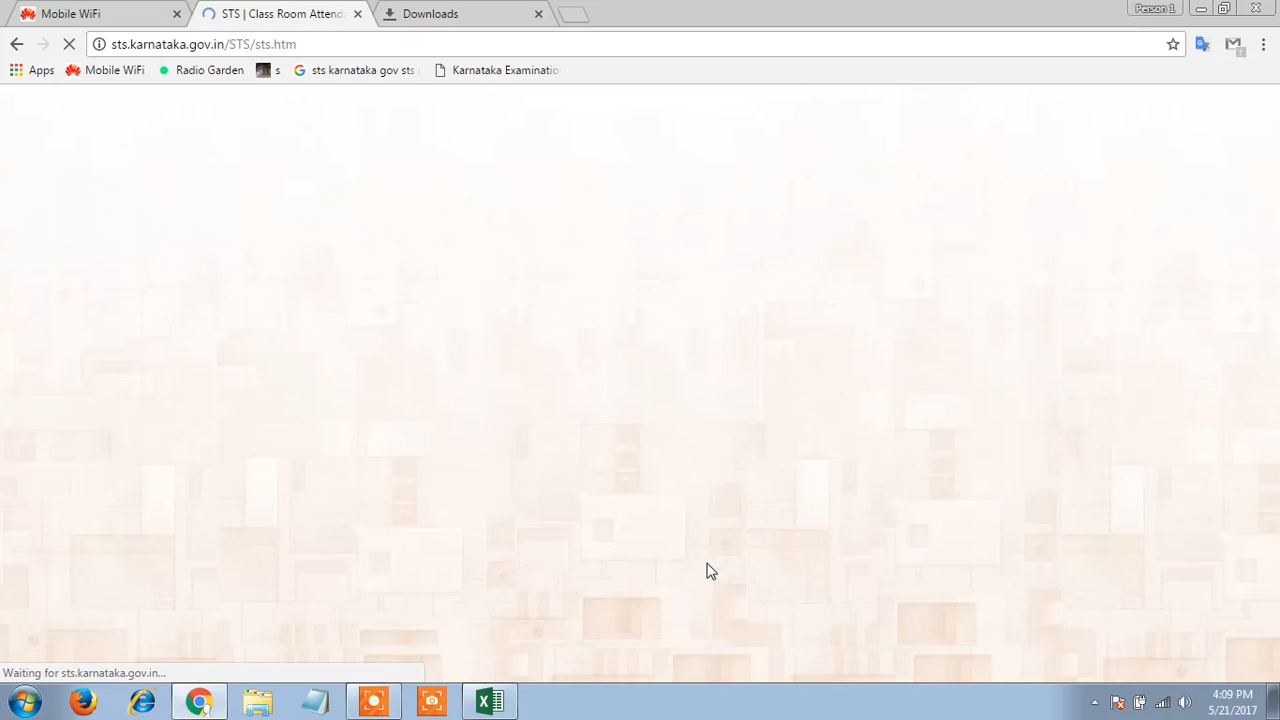 Mobile WiFi
STS | Class Room Attend
Downloads
Person 1
sts.karnataka.gov.in/STS/sts.htm
Apps
Mobile WiFi
Radio Garden
s
sts karnataka gov sts
Karnataka Examinatio
Waiting for sts.karnataka.gov.in...
4:09 PM
5/21/2017